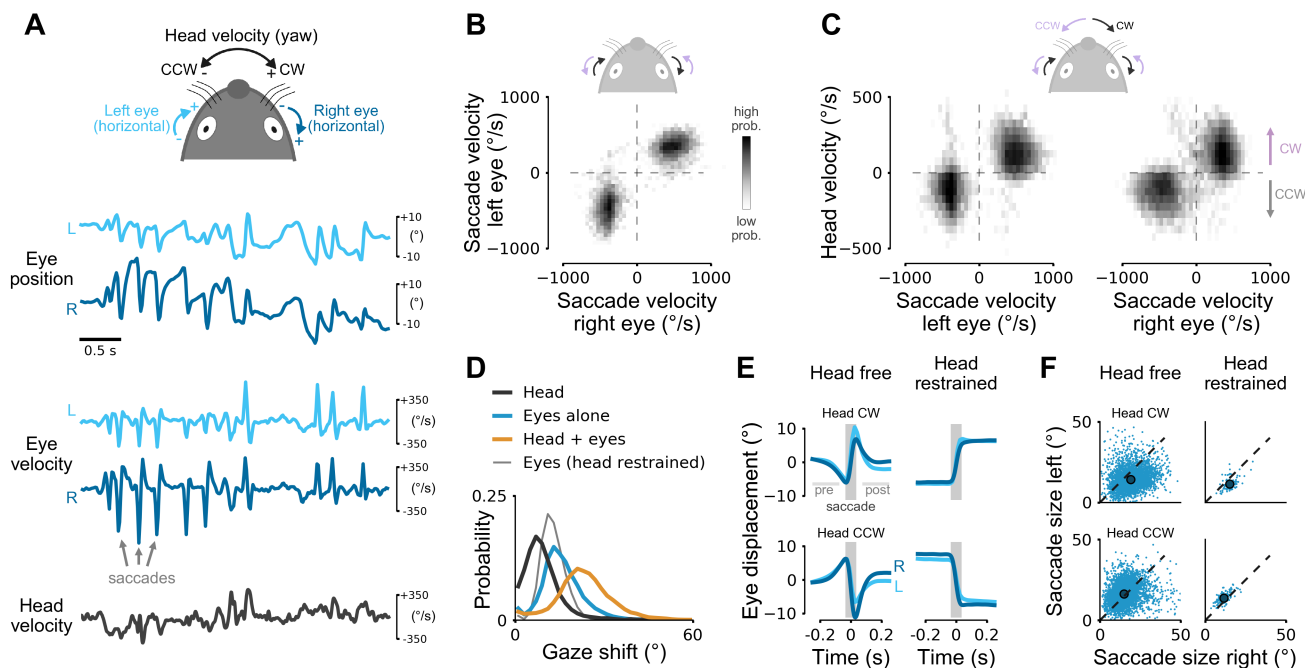 A
Head velocity (yaw)
CCW - + CW
Left eye
(horizontal)
+
-
Right eye
(horizontal)
-
+
L
+10
(°)
-10
Eye
position
R
+10
(°)
-10
0.5 s
L
+350
(°/s)
-350
Eye
velocity
R
+350
(°/s)
-350
saccades
Head
velocity
+350
(°/s)
-350
B
Saccade velocity
left eye (°/s)
1000
0
−1000
high
prob.
low
prob.
−1000 0 1000
Saccade velocity
right eye (°/s)
C
CCW CW
Head velocity (°/s)
500
0
−500
−1000 0 1000
Saccade velocity
left eye (°/s)
−1000 0 1000
Saccade velocity
right eye (°/s)
CW
CCW
D
Head
Eyes alone
Head + eyes
Eyes (head restrained)
Probability
0.25
0
0 60
Gaze shift (°)
E
Head free
Head
restrained
Eye displacement (°)
Head CW
10
0
−10
pre post
saccade
Head CCW
10
0
−10
R
L
-0.2 0 0.2
Time (s)
-0.2 0 0.2
Time (s)
F
Head free
Head
restrained
Saccade size left (°)
Head CW
50
0
Head CCW
50
0
0 50
0 50
Saccade size right (°)